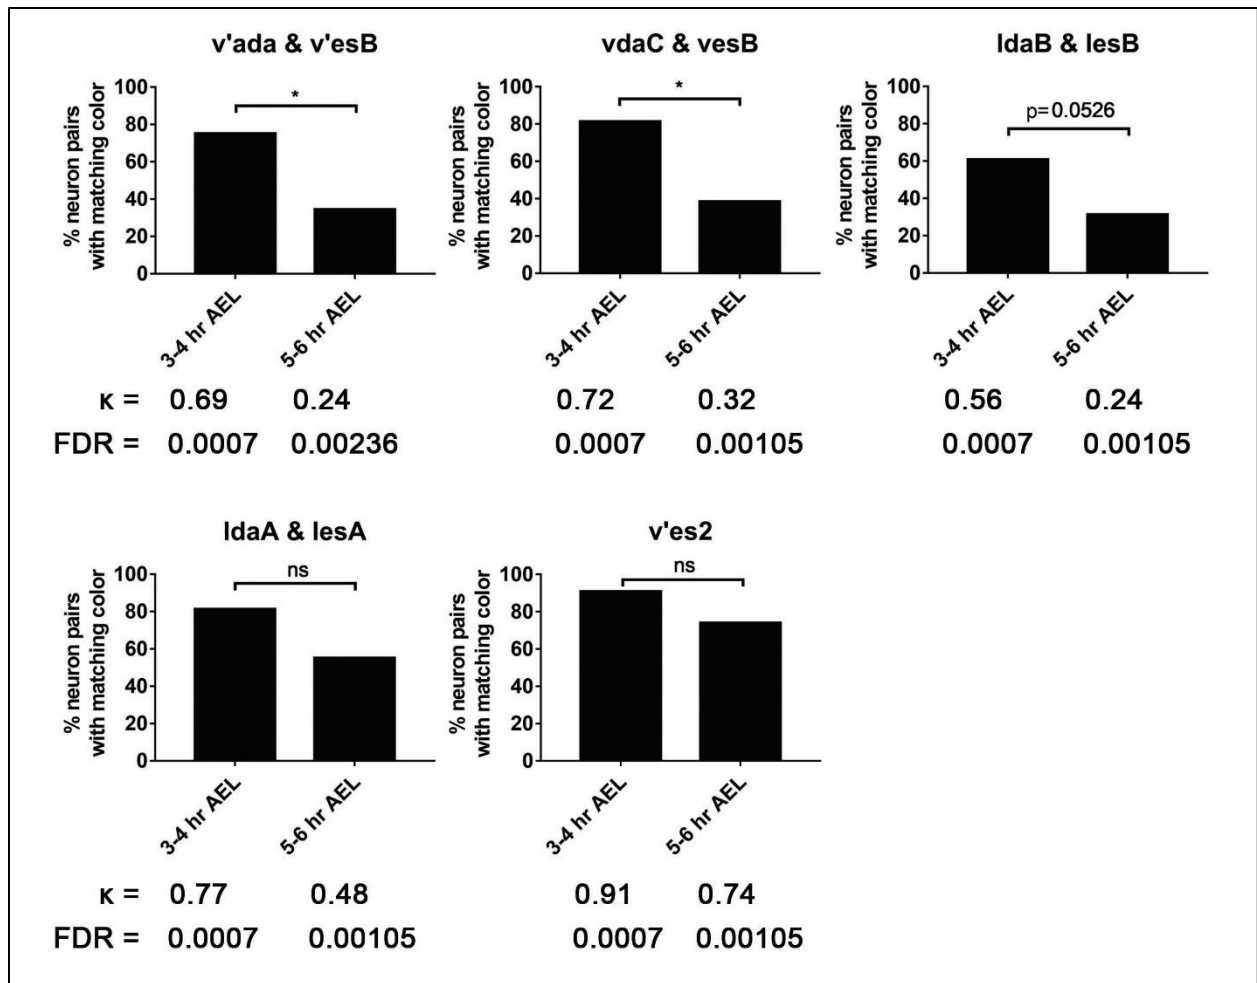 v'ada & v'esB
% neuron pairs
with matching color
100
80
60
40
20
0
*
3-4 hr AEL
5-6 hr AEL
κ = 0.69 0.24
FDR = 0.0007 0.00236
vdaC & vesB
% neuron pairs
with matching color
100
80
60
40
20
0
*
3-4 hr AEL
5-6 hr AEL
0.72 0.32
0.0007 0.00105
ldaB & lesB
% neuron pairs
with matching color
100
80
60
40
20
0
p=0.0526
3-4 hr AEL
5-6 hr AEL
0.56 0.24
0.0007 0.00105
ldaA & lesA
% neuron pairs
with matching color
100
80
60
40
20
0
ns
3-4 hr AEL
5-6 hr AEL
κ = 0.77 0.48
FDR = 0.0007 0.00105
v'es2
% neuron pairs
with matching color
100
80
60
40
20
0
ns
3-4 hr AEL
5-6 hr AEL
0.91 0.74
0.0007 0.00105